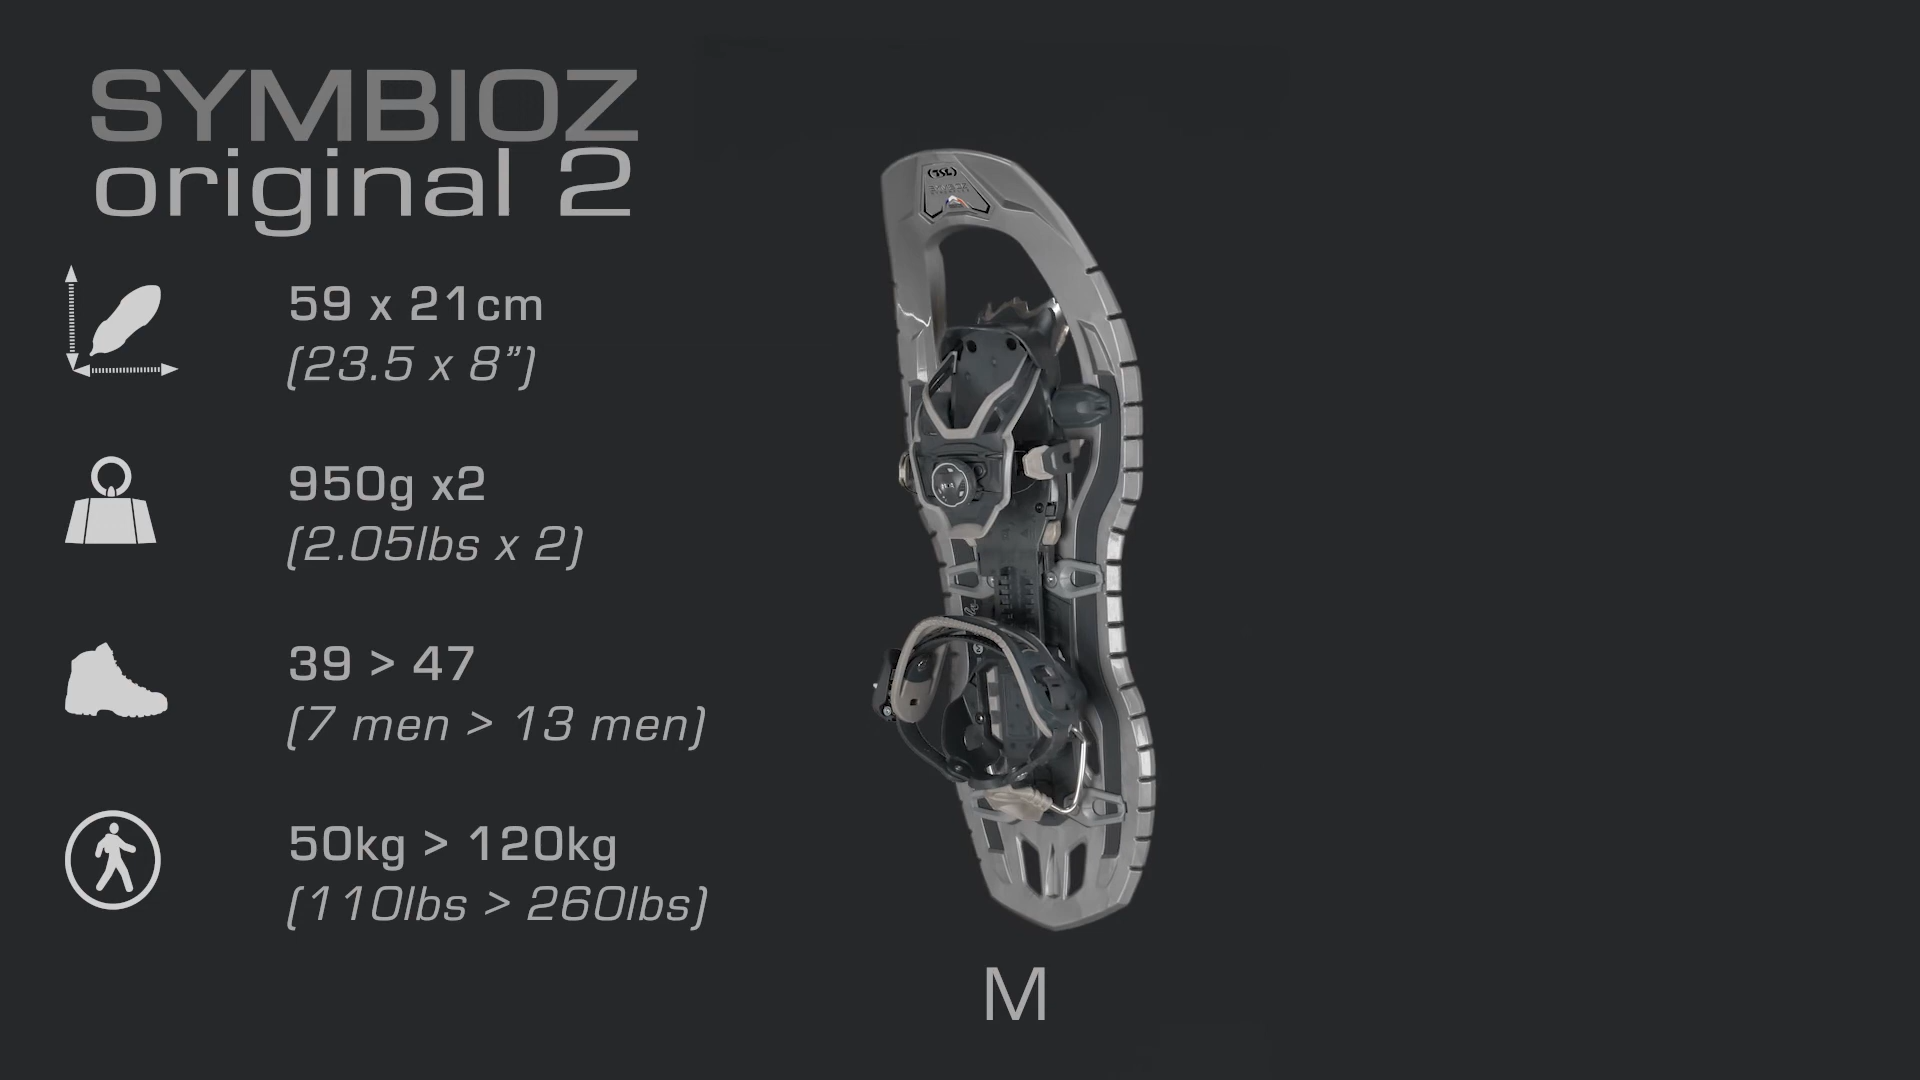 SYMBIOZ
original 2
59 x 21cm
(23.5 x 8”)
950g x2
(2.05lbs x 2)
39 > 47
(7 men > 13 men)
50kg > 120kg
(110lbs > 260lbs)
TSL
M